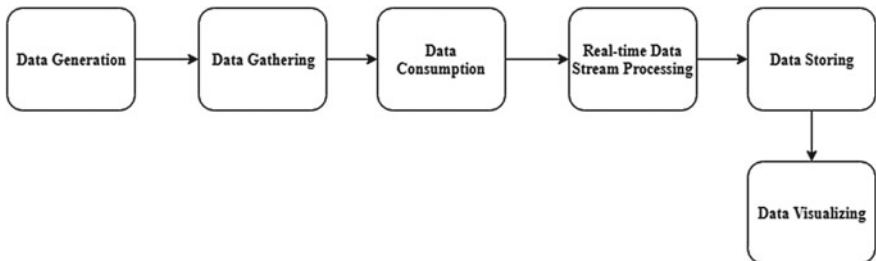 Data Generation
Data Gathering
Data
Consumption
Real-time Data
Stream Processing
Data Storing
Data Visualizing